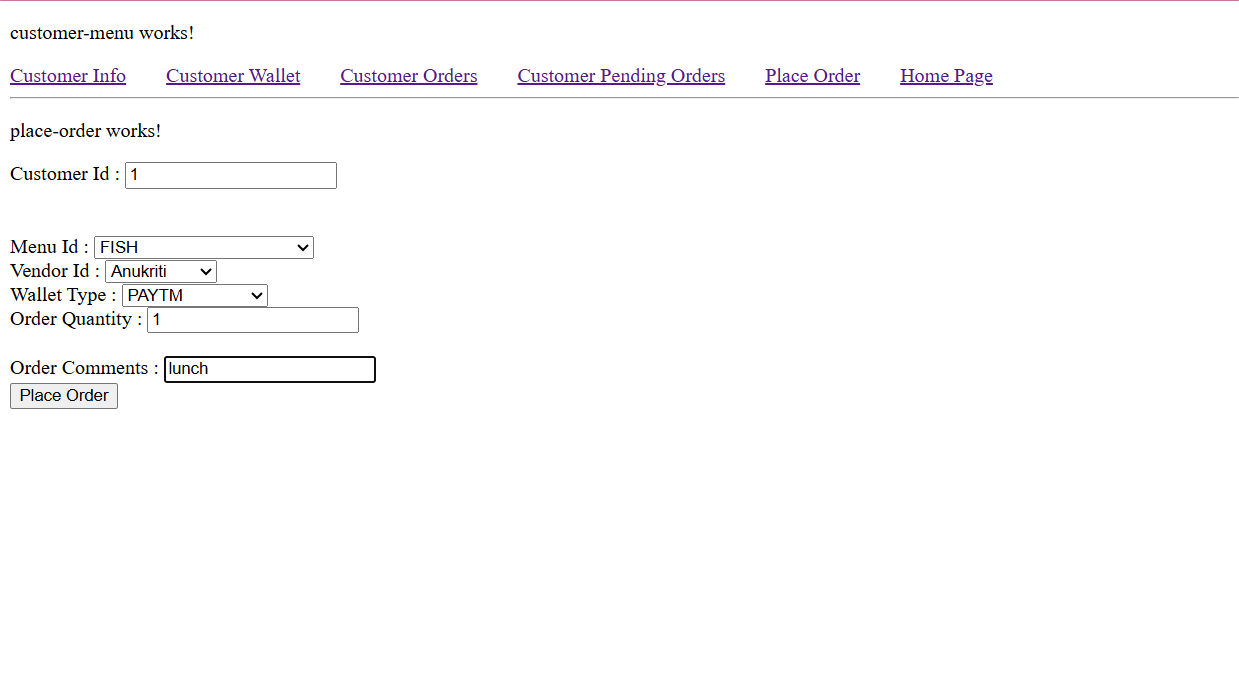 customer-menu works!
Customer Info Customer Wallet Customer Orders Customer Pending Orders Place Order Home Page
place-order works!
Customer Id : 1
Menu Id : FISH
Vendor Id : Anukriti
Wallet Type : PAYTM
Order Quantity : 1
Order Comments : lunch
Place Order